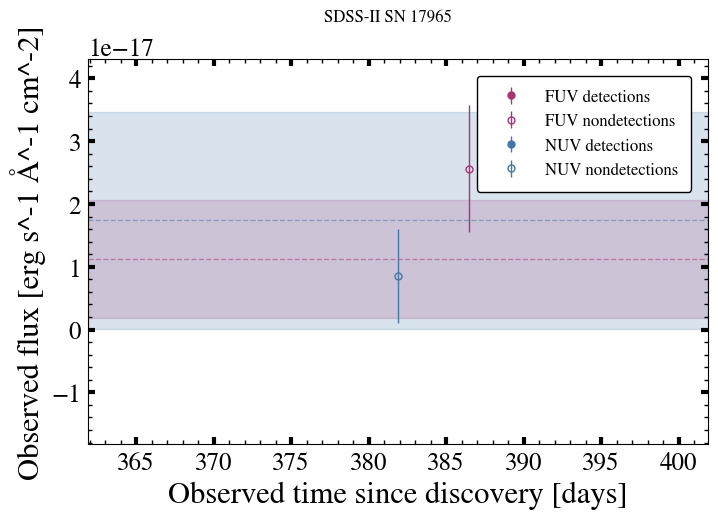 SDSS-II SN 17965
1e−17
4
3
2
1
0
−1
Observed flux [erg s^-1 Å^-1 cm^-2]
FUV detections
FUV nondetections
NUV detections
NUV nondetections
365 370 375 380 385 390 395 400
Observed time since discovery [days]